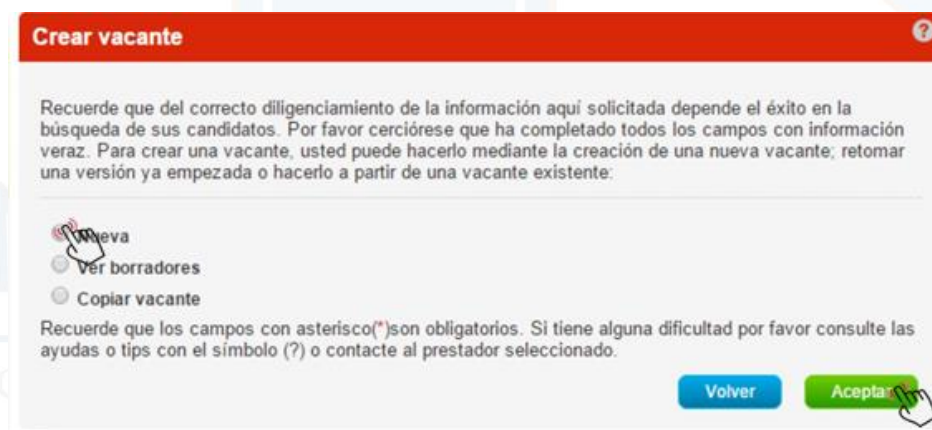 Crear vacante
?
Recuerde que del correcto diligenciamiento de la información aquí solicitada depende el éxito en la
búsqueda de sus candidatos. Por favor cerciórese que ha completado todos los campos con información
veraz. Para crear una vacante, usted puede hacerlo mediante la creación de una nueva vacante; retomar
una versión ya empezada o hacerlo a partir de una vacante existente:
Nueva
Ver borradores
Copiar vacante
Recuerde que los campos con asterisco(*)son obligatorios. Si tiene alguna dificultad por favor consulte las
ayudas o tips con el símbolo (?) o contacte al prestador seleccionado.
Volver Aceptar